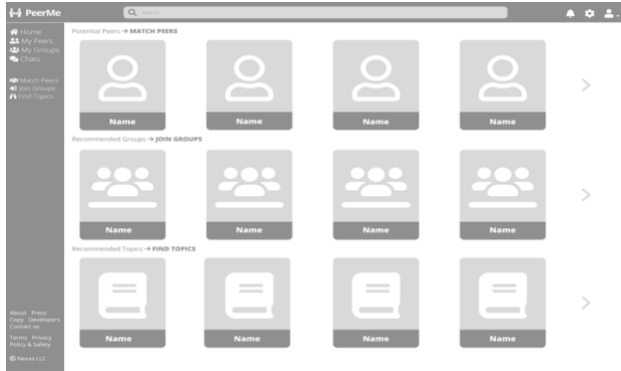 PeerMe
Search
Home
My Peers
My Groups
Chats
Match Peers
Join Groups
Find Topics
Potential Peers → MATCH PEERS
Name Name Name Name
Recommended Groups → JOIN GROUPS
Name Name Name Name
Recommended Topics → FIND TOPICS
Name Name Name Name
About Press
Copy Developers
Contact us
Terms Privacy
Policy & Safety
© Nexus LLC